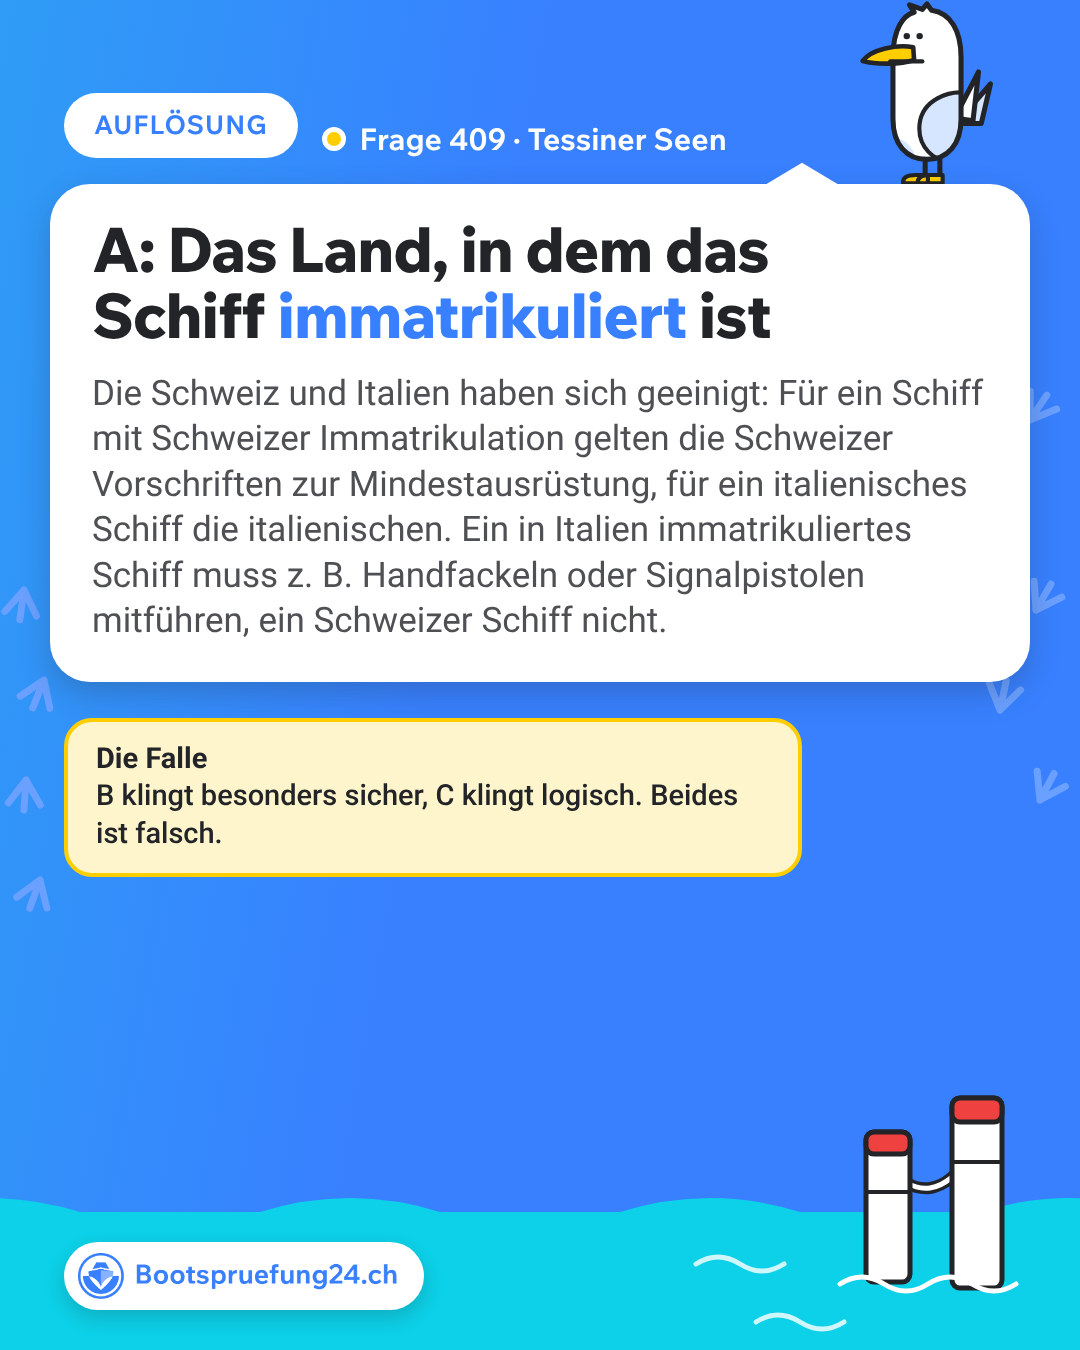 AUFLÖSUNG
Frage 409 · Tessiner Seen
A: Das Land, in dem das
Schiff immatrikuliert ist
Die Schweiz und Italien haben sich geeinigt: Für ein Schiff
mit Schweizer Immatrikulation gelten die Schweizer
Vorschriften zur Mindestausrüstung, für ein italienisches
Schiff die italienischen. Ein in Italien immatrikuliertes
Schiff muss z. B. Handfackeln oder Signalpistolen
mitführen, ein Schweizer Schiff nicht.
Die Falle
B klingt besonders sicher, C klingt logisch. Beides
ist falsch.
Bootspruefung24.ch